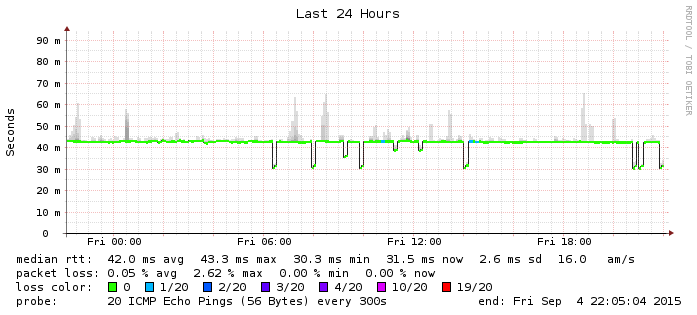 Last 24 Hours
RRDTOOL / TOBI OETIKER
Seconds
90 m
80 m
70 m
60 m
50 m
40 m
30 m
20 m
10 m
0
Fri 00:00 Fri 06:00 Fri 12:00 Fri 18:00
median rtt: 42.0 ms avg 43.3 ms max 30.3 ms min 31.5 ms now 2.6 ms sd 16.0 am/s
packet loss: 0.05 % avg 2.62 % max 0.00 % min 0.00 % now
loss color: 0 1/20 2/20 3/20 4/20 10/20 19/20
probe: 20 ICMP Echo Pings (56 Bytes) every 300s end: Fri Sep 4 22:05:04 2015